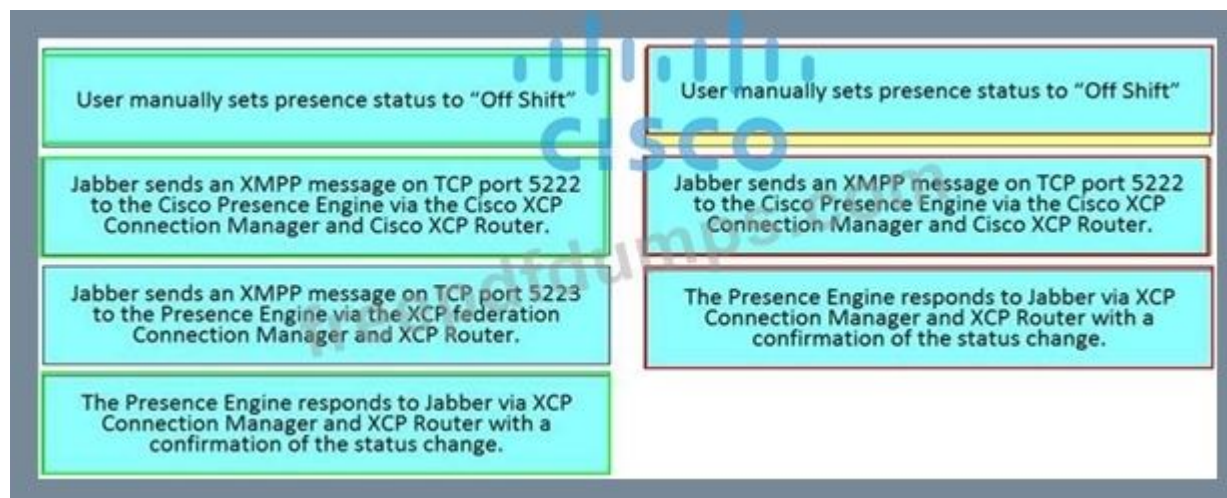 User manually sets presence status to “Off Shift”
Jabber sends an XMPP message on TCP port 5222
to the Cisco Presence Engine via the Cisco XCP
Connection Manager and Cisco XCP Router.
Jabber sends an XMPP message on TCP port 5223
to the Presence Engine via the XCP federation
Connection Manager and XCP Router.
The Presence Engine responds to Jabber via XCP
Connection Manager and XCP Router with a
confirmation of the status change.
User manually sets presence status to “Off Shift”
Jabber sends an XMPP message on TCP port 5222
to the Cisco Presence Engine via the Cisco XCP
Connection Manager and Cisco XCP Router.
The Presence Engine responds to Jabber via XCP
Connection Manager and XCP Router with a
confirmation of the status change.
CISCO